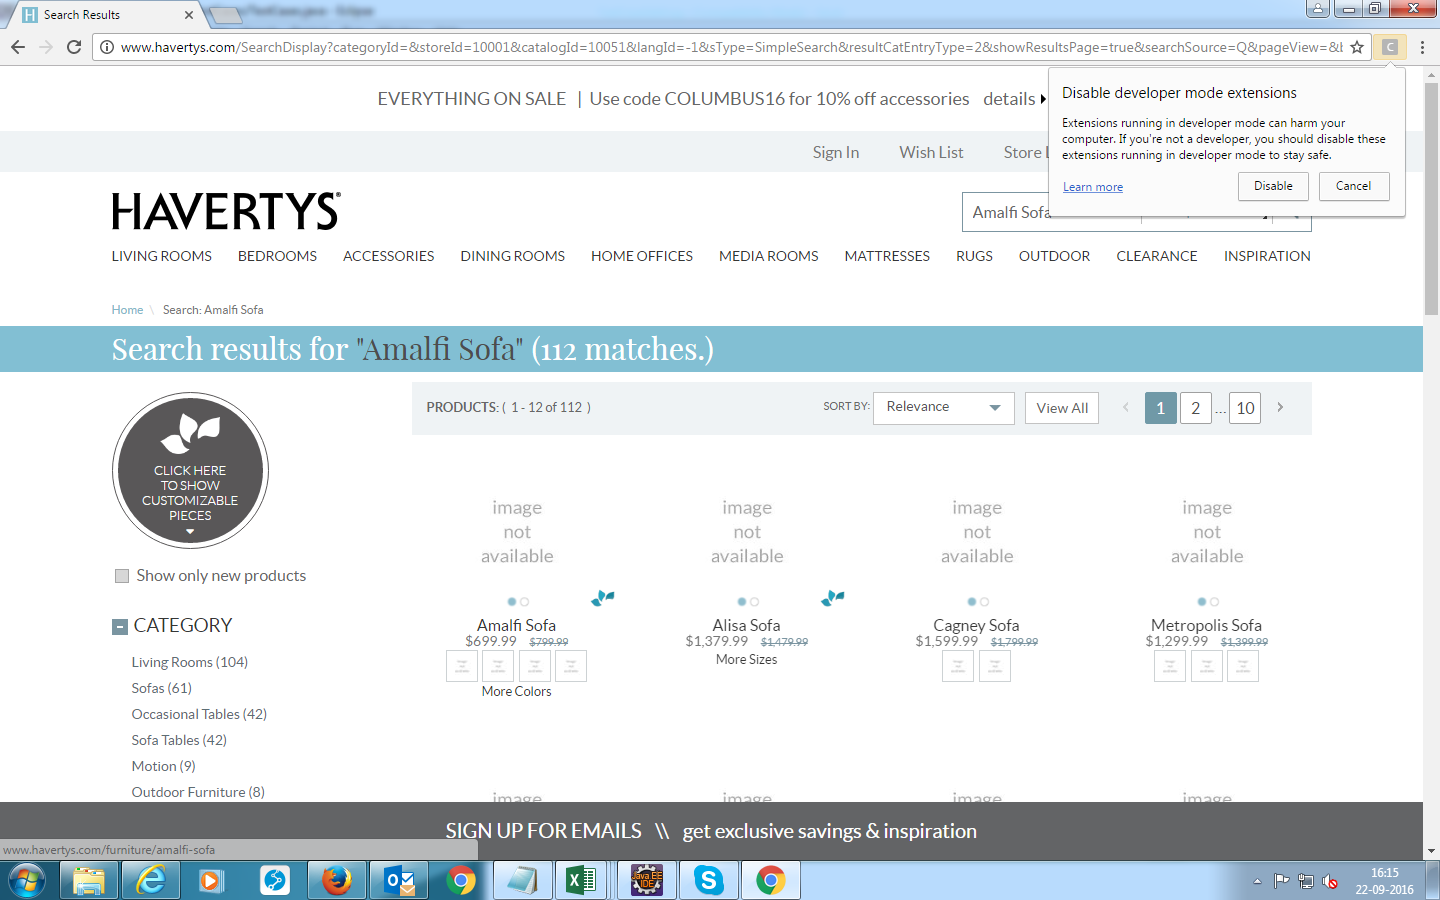 Search Results
www.havertys.com/SearchDisplay?categoryId=&storeId=10001&catalogId=10051&langId=-1&sType=SimpleSearch&resultCatEntryType=2&showResultsPage=true&searchSource=Q&pageView=&
C
EVERYTHING ON SALE | Use code COLUMBUS16 for 10% off accessories details
Disable developer mode extensions
Extensions running in developer mode can harm your
computer. If you're not a developer, you should disable these
extensions running in developer mode to stay safe.
Learn more
Disable
Cancel
Sign In
Wish List
Store
HAVERTYS®
Amalfi Sofa
LIVING ROOMS
BEDROOMS
ACCESSORIES
DINING ROOMS
HOME OFFICES
MEDIA ROOMS
MATTRESSES
RUGS
OUTDOOR
CLEARANCE
INSPIRATION
Home \ Search: Amalfi Sofa
Search results for "Amalfi Sofa" (112 matches.)
CLICK HERE
TO SHOW
CUSTOMIZABLE
PIECES
Show only new products
CATEGORY
Living Rooms (104)
Sofas (61)
Occasional Tables (42)
Sofa Tables (42)
Motion (9)
Outdoor Furniture (8)
PRODUCTS: ( 1 - 12 of 112 )
SORT BY:
Relevance
View All
< 1 2 ... 10 >
image
not
available
Amalfi Sofa
$699.99 $799.99
More Colors
image
not
available
Alisa Sofa
$1,379.99 $1,479.99
More Sizes
image
not
available
Cagney Sofa
$1,599.99 $1,799.99
image
not
available
Metropolis Sofa
$1,299.99 $1,399.99
image
image
image
image
SIGN UP FOR EMAILS \\ get exclusive savings & inspiration
www.havertys.com/furniture/amalfi-sofa
Java EE
IDE
16:15
22-09-2016